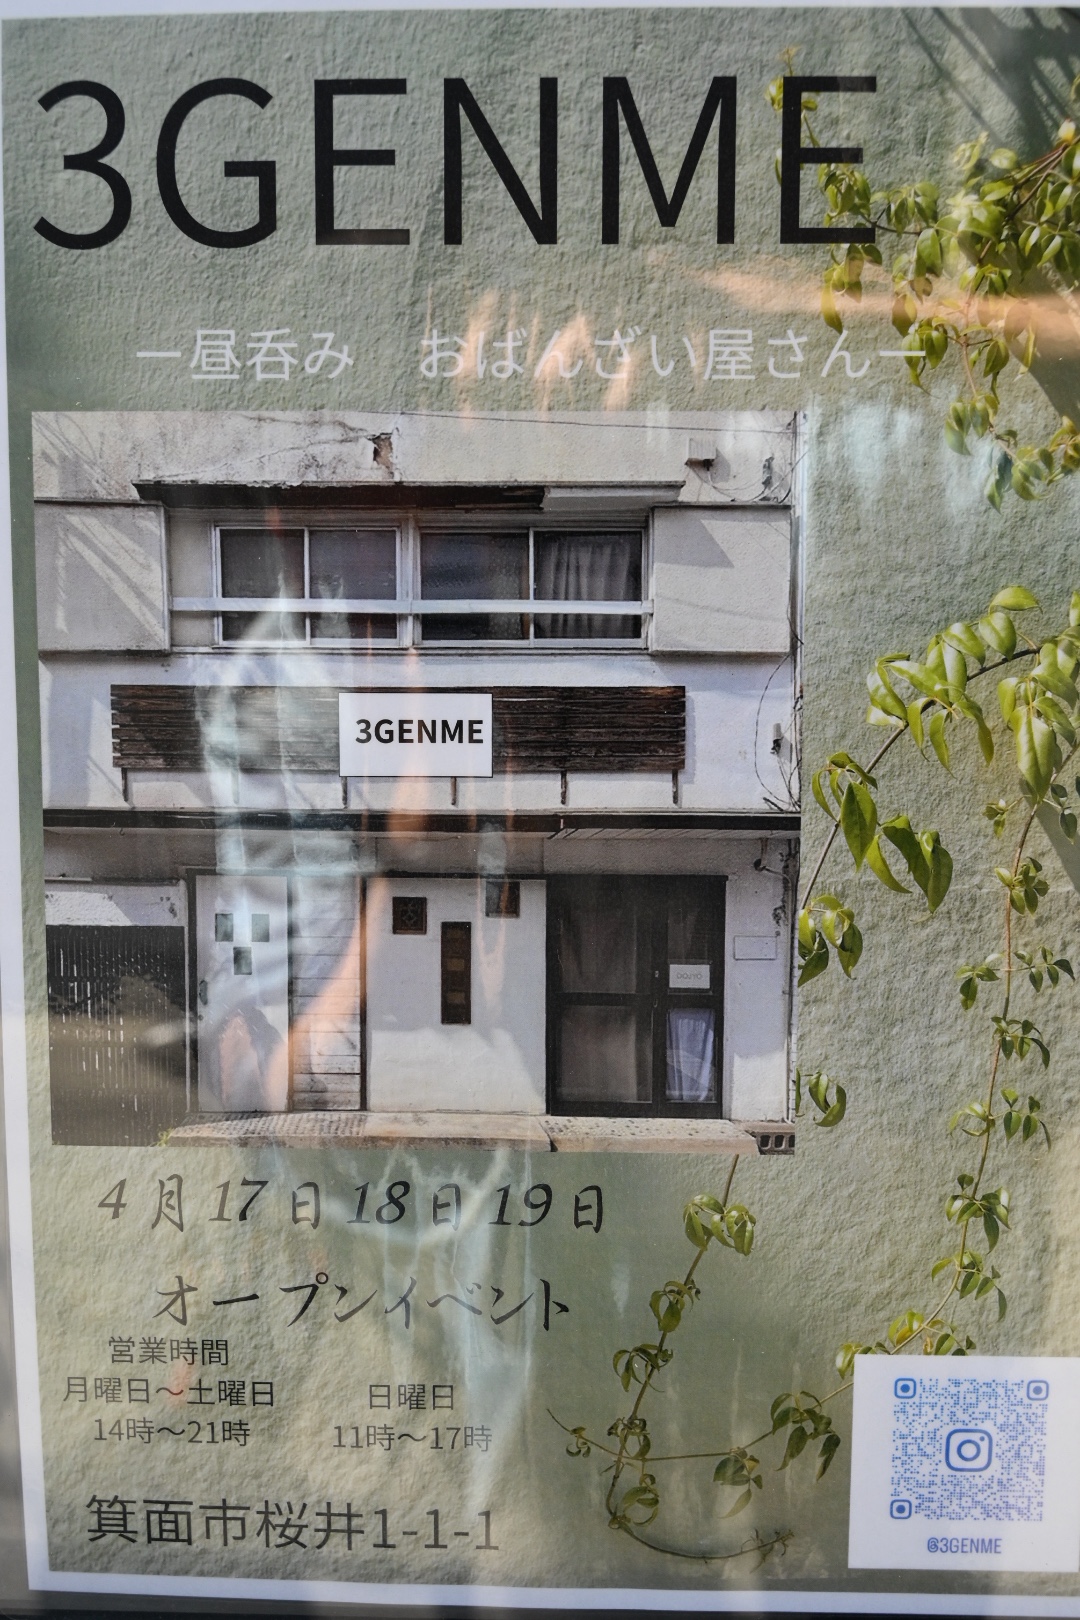 3GENME
ー昼呑み　おばんざい屋さんー
3GENME
4月17日18日19日
オープンイベント
営業時間
月曜日〜土曜日　日曜日
14時〜21時　11時〜17時
箕面市桜井1-1-1
@3GENME